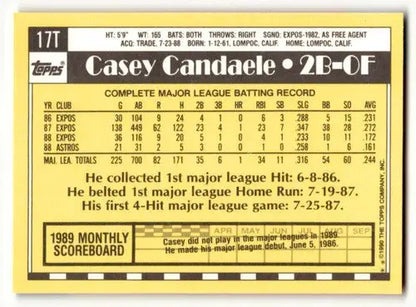 17T
HT: 5'9" WT: 165 BATS: BOTH THROWS: RIGHT SGND: EXPOS-1982, AS FREE AGENT
ACQ: TRADE, 7-23-88 BORN: 1-12-61, LOMPOC, CALIF. HOME: LOMPOC, CALIF.
Topps Casey Candaele • 2B-OF
COMPLETE MAJOR LEAGUE BATTING RECORD
YR CLUB G AB R H 2B 3B HR RBI SB SLG BB SO AVG
86 EXPOS 30 104 9 24 4 1 0 6 3 .288 5 15 .231
87 EXPOS 138 449 62 122 23 4 1 23 7 .347 38 28 .272
88 EXPOS 36 116 9 20 5 1 0 4 1 .233 10 11 .172
88 ASTROS 21 31 2 5 3 0 0 1 0 .258 1 6 .161
MAJ. LEA. TOTALS 225 700 82 171 35 6 1 34 11 .316 54 60 .244
He collected 1st major league Hit: 6-8-86.
He belted 1st major league Home Run: 7-19-87.
His first 4-Hit major league game: 7-25-87.
1989 MONTHLY
SCOREBOARD
APR MAY JUN JUL AUG SEP
Casey did not play in the major leagues in 1989.
He made his major league debut, June 5, 1986.
© 1990 THE TOPPS COMPANY, INC.